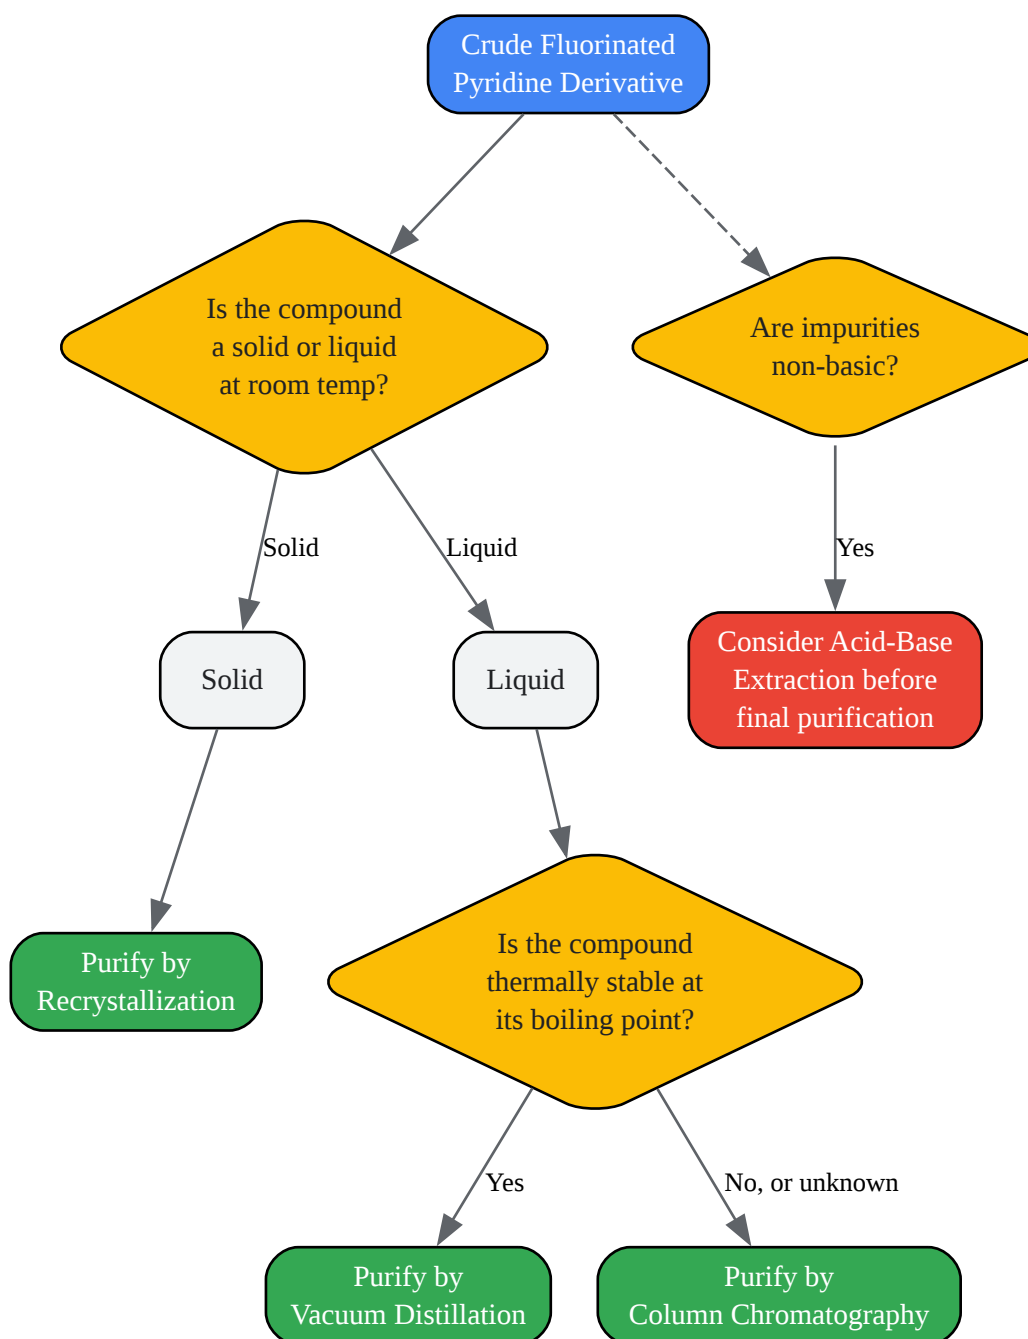 Crude Fluorinated
Pyridine Derivative
Is the compound
a solid or liquid
at room temp?
Are impurities
non-basic?
Solid
Liquid
Yes
Solid
Liquid
Consider Acid-Base
Extraction before
final purification
Purify by
Recrystallization
Is the compound
thermally stable at
its boiling point?
Yes
No, or unknown
Purify by
Vacuum Distillation
Purify by
Column Chromatography